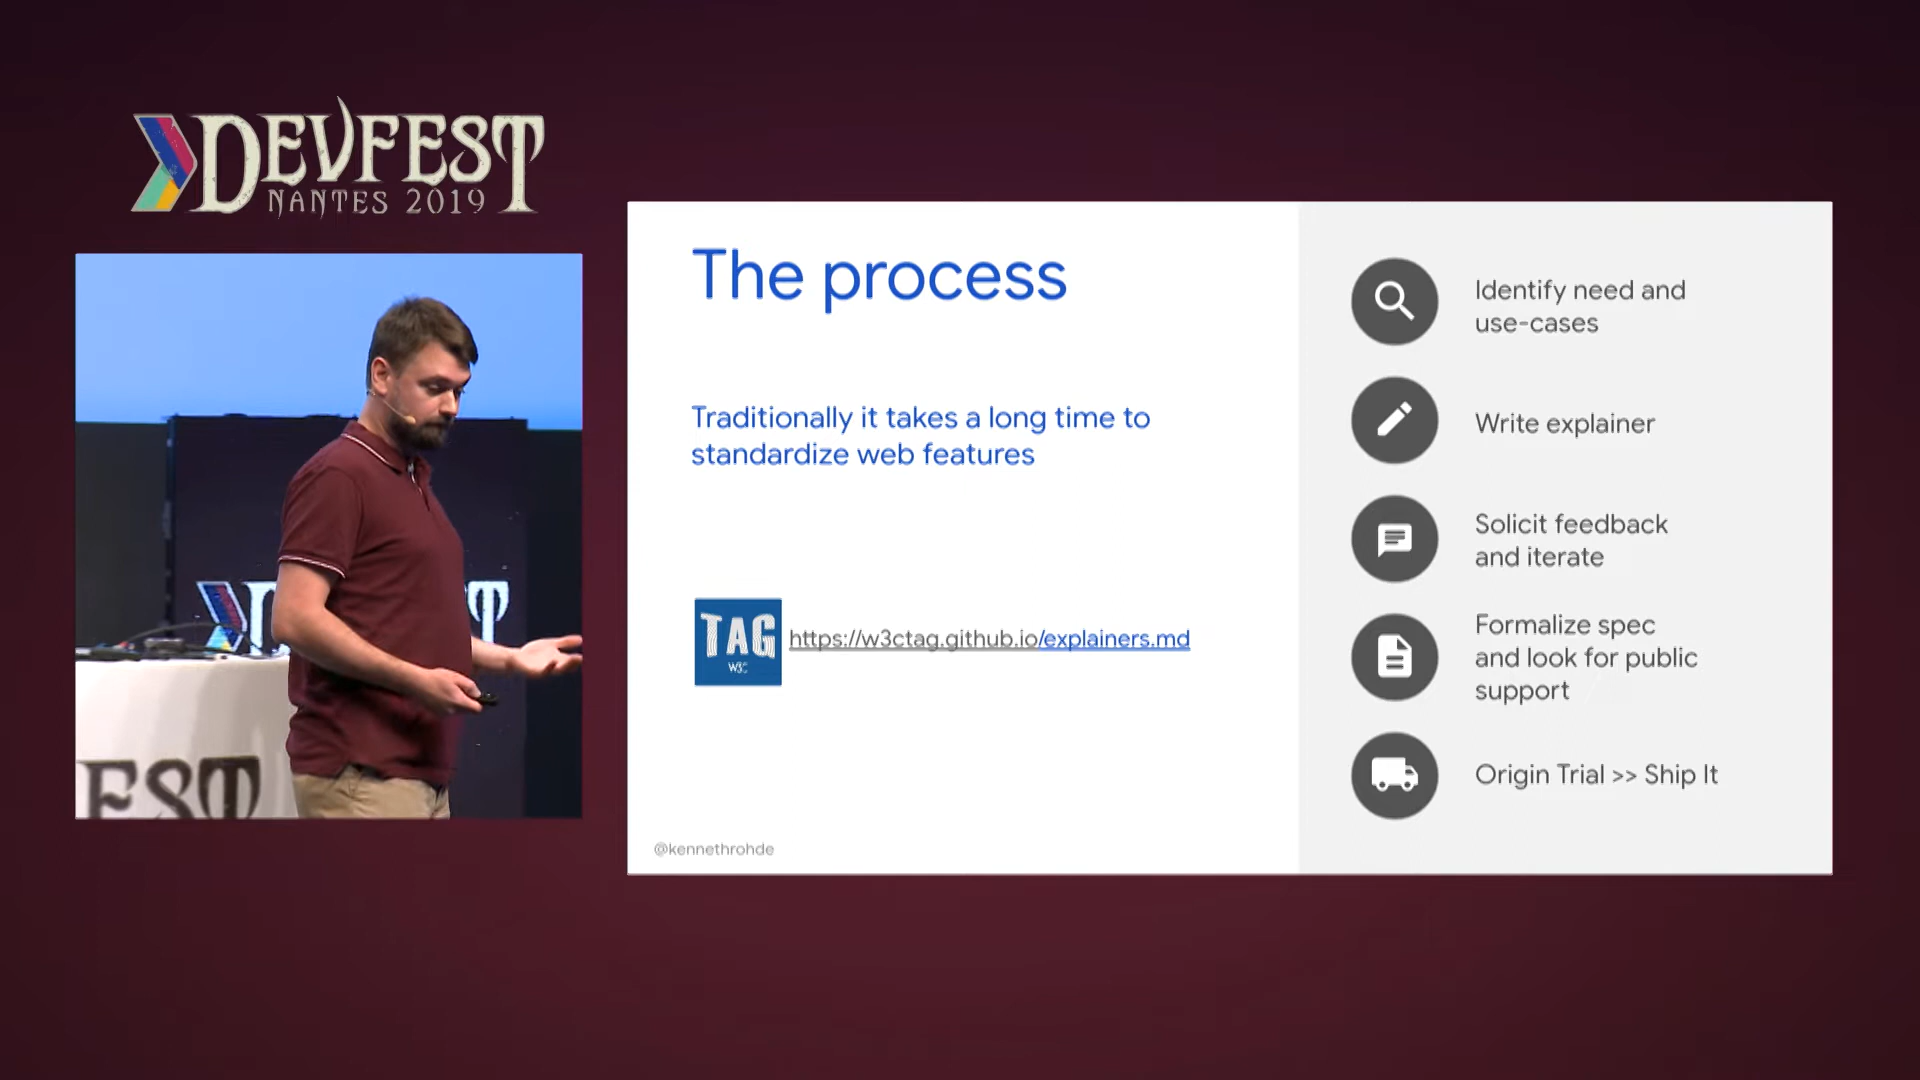 DEVFEST
NANTES 2019
The process
Traditionally it takes a long time to
standardize web features
TAG
W3C
https://w3ctag.github.io/explainers.md
@kennethrohde
Identify need and
use-cases
Write explainer
Solicit feedback
and iterate
Formalize spec
and look for public
support
Origin Trial >> Ship It
EST